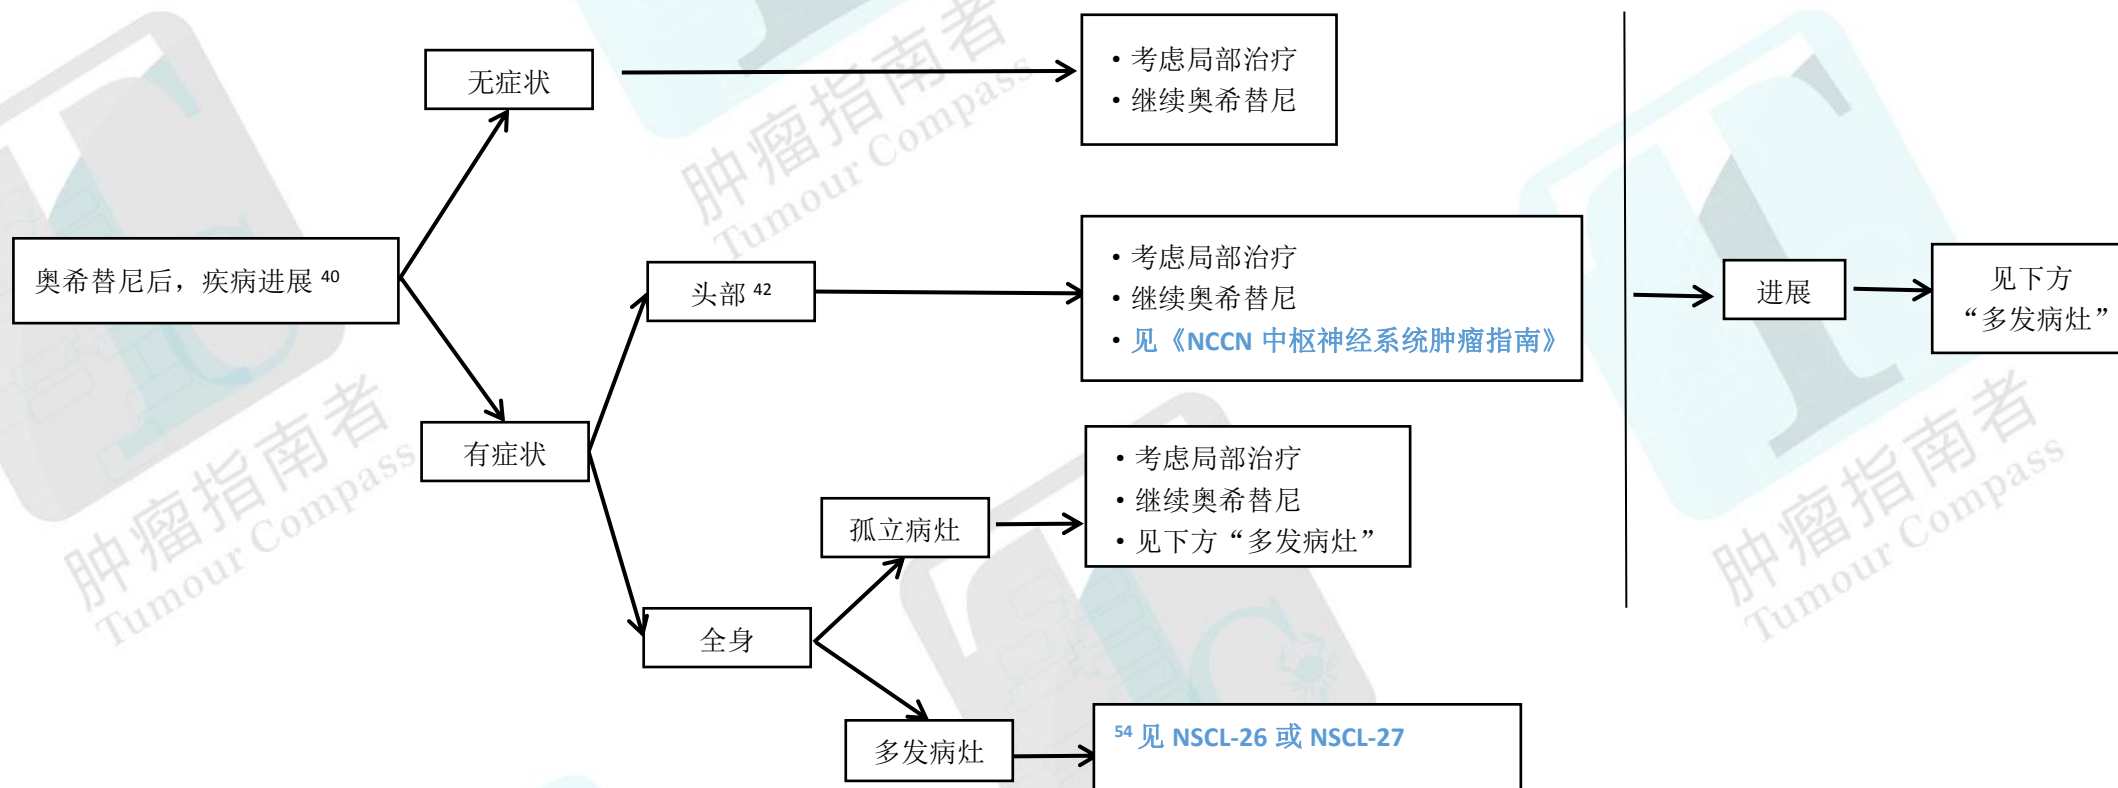 无症状
• 考虑局部治疗
• 继续奥希替尼
奥希替尼后，疾病进展 40
头部 42
• 考虑局部治疗
• 继续奥希替尼
• 见《NCCN 中枢神经系统肿瘤指南》
进展
见下方
“多发病灶”
有症状
孤立病灶
• 考虑局部治疗
• 继续奥希替尼
• 见下方“多发病灶”
全身
多发病灶
54 见 NSCL-26 或 NSCL-27
肿瘤指南者
Tumour Compass
肿瘤指南者
Tumour Compass
肿瘤指南者
Tumour Compass